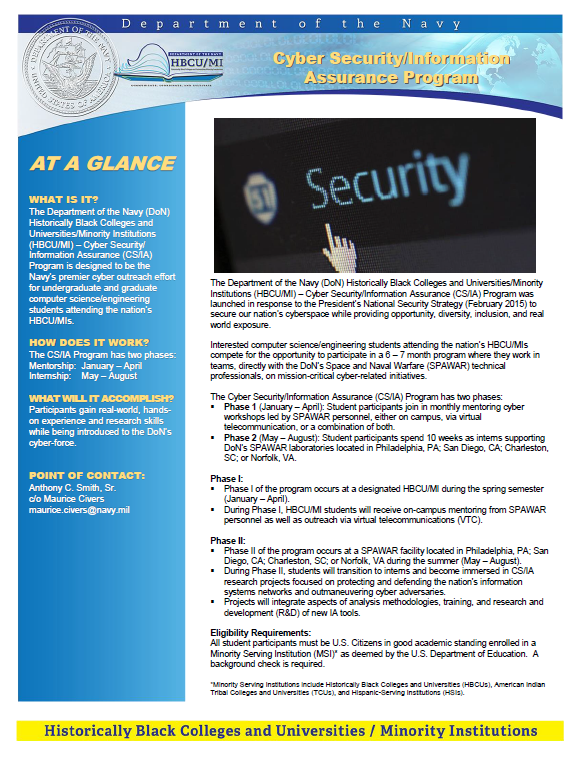 Department of the Navy
DEPARTMENT OF THE NAVY
UNITED STATES OF AMERICA
DEPARTMENT OF THE NAVY
HBCU/MI
Cyber Security/Information
Assurance Program
AT A GLANCE
WHAT IS IT?
The Department of the Navy (DoN)
Historically Black Colleges and
Universities/Minority Institutions
(HBCU/MI) – Cyber Security/
Information Assurance (CS/IA)
Program is designed to be the
Navy's premier cyber outreach effort
for undergraduate and graduate
computer science/engineering
students attending the nation's
HBCU/MIs.
HOW DOES IT WORK?
The CS/IA Program has two phases:
Mentorship: January – April
Internship: May – August
WHAT WILL IT ACCOMPLISH?
Participants gain real-world, hands-
on experience and research skills
while being introduced to the DoN's
cyber-force.
POINT OF CONTACT:
Anthony C. Smith, Sr.
c/o Maurice Civers
maurice.civers@navy.mil
Security
The Department of the Navy (DoN) Historically Black Colleges and Universities/Minority
Institutions (HBCU/MI) – Cyber Security/Information Assurance (CS/IA) Program was
launched in response to the President's National Security Strategy (February 2015) to
secure our nation's cyberspace while providing opportunity, diversity, inclusion, and real
world exposure.
Interested computer science/engineering students attending the nation's HBCU/MIs
compete for the opportunity to participate in a 6 – 7 month program where they work in
teams, directly with the DoN's Space and Naval Warfare (SPAWAR) technical
professionals, on mission-critical cyber-related initiatives.
The Cyber Security/Information Assurance (CS/IA) Program has two phases:
▪ Phase 1 (January – April): Student participants join in monthly mentoring cyber
workshops led by SPAWAR personnel, either on campus, via virtual
telecommunication, or a combination of both.
▪ Phase 2 (May – August): Student participants spend 10 weeks as interns supporting
DoN's SPAWAR laboratories located in Philadelphia, PA; San Diego, CA; Charleston,
SC; or Norfolk, VA.
Phase I:
▪ Phase I of the program occurs at a designated HBCU/MI during the spring semester
(January – April).
▪ During Phase I, HBCU/MI students will receive on-campus mentoring from SPAWAR
personnel as well as outreach via virtual telecommunications (VTC).
Phase II:
▪ Phase II of the program occurs at a SPAWAR facility located in Philadelphia, PA; San
Diego, CA; Charleston, SC; or Norfolk, VA during the summer (May – August).
▪ During Phase II, students will transition to interns and become immersed in CS/IA
research projects focused on protecting and defending the nation's information
systems networks and outmaneuvering cyber adversaries.
▪ Projects will integrate aspects of analysis methodologies, training, and research and
development (R&D) of new IA tools.
Eligibility Requirements:
All student participants must be U.S. Citizens in good academic standing enrolled in a
Minority Serving Institution (MSI)* as deemed by the U.S. Department of Education. A
background check is required.
*Minority Serving Institutions include Historically Black Colleges and Universities (HBCUs), American Indian
Tribal Colleges and Universities (TCUs), and Hispanic-Serving Institutions (HSIs).
Historically Black Colleges and Universities / Minority Institutions